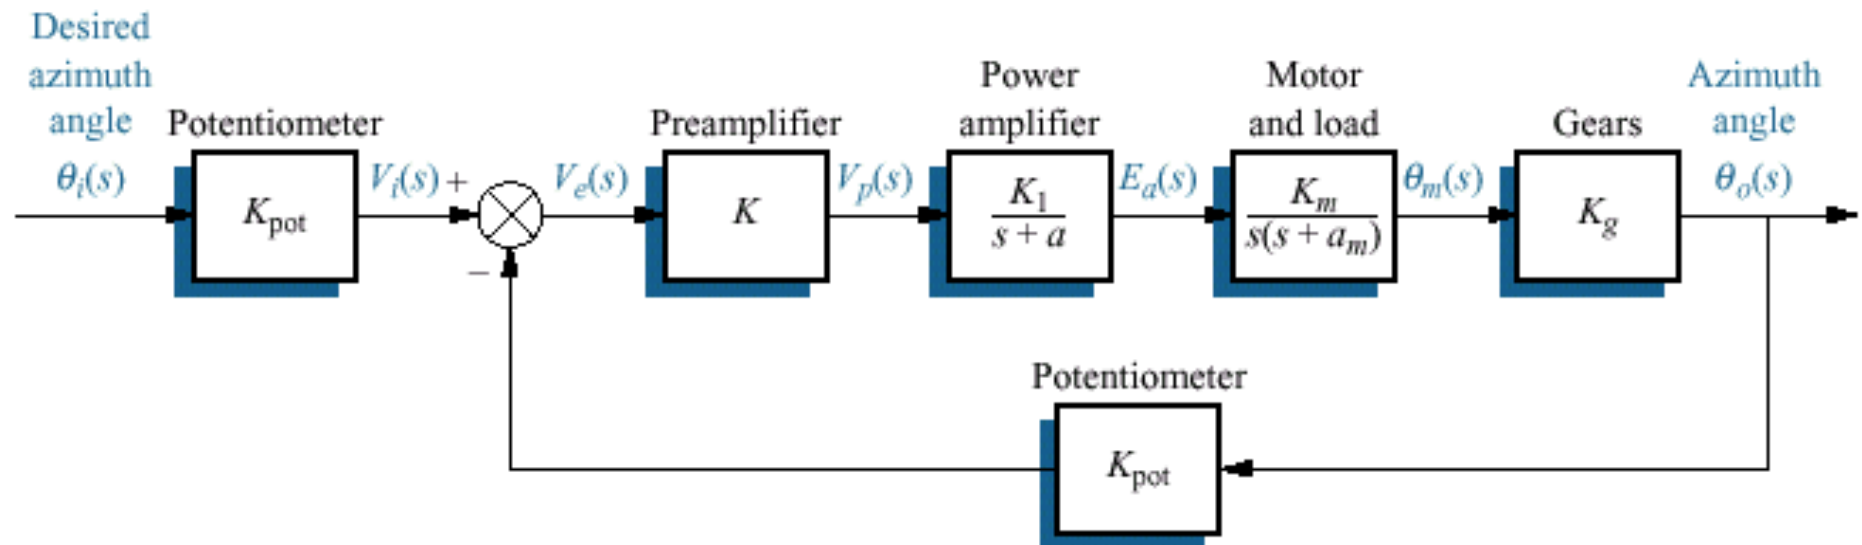 Desired
azimuth
angle
θi(s)
Potentiometer
Kpot
Vi(s) +
−
Ve(s)
Preamplifier
K
Vp(s)
Power
amplifier
K1
s + a
Ea(s)
Motor
and load
Km
s(s + am)
θm(s)
Gears
Kg
Azimuth
angle
θo(s)
Potentiometer
Kpot